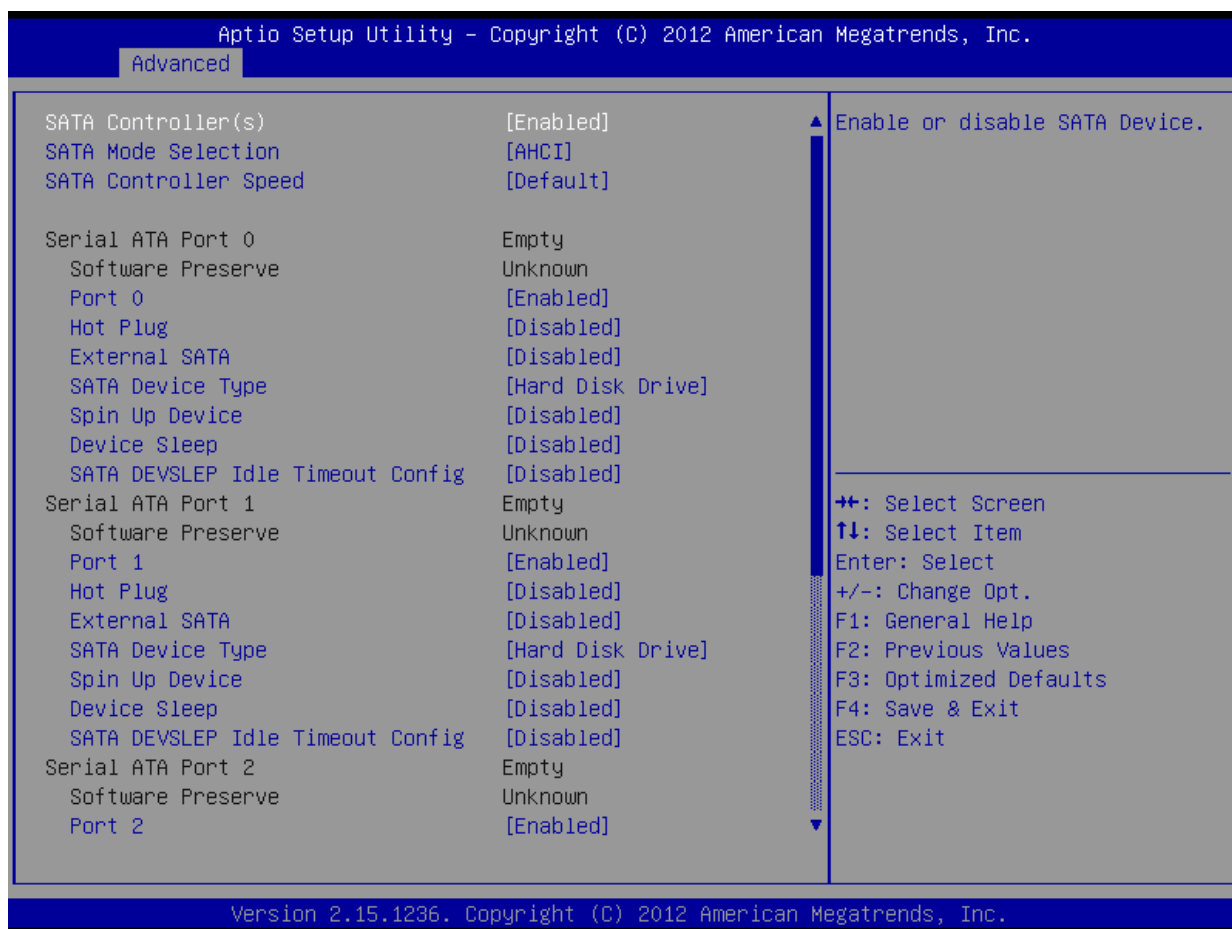 Aptio Setup Utility – Copyright (C) 2012 American Megatrends, Inc.
Advanced
SATA Controller(s) [Enabled]
SATA Mode Selection [AHCI]
SATA Controller Speed [Default]
Serial ATA Port 0 Empty
Software Preserve Unknown
Port 0 [Enabled]
Hot Plug [Disabled]
External SATA [Disabled]
SATA Device Type [Hard Disk Drive]
Spin Up Device [Disabled]
Device Sleep [Disabled]
SATA DEVSLEP Idle Timeout Config [Disabled]
Serial ATA Port 1 Empty
Software Preserve Unknown
Port 1 [Enabled]
Hot Plug [Disabled]
External SATA [Disabled]
SATA Device Type [Hard Disk Drive]
Spin Up Device [Disabled]
Device Sleep [Disabled]
SATA DEVSLEP Idle Timeout Config [Disabled]
Serial ATA Port 2 Empty
Software Preserve Unknown
Port 2 [Enabled]
Enable or disable SATA Device.
→←: Select Screen
↑↓: Select Item
Enter: Select
+/-: Change Opt.
F1: General Help
F2: Previous Values
F3: Optimized Defaults
F4: Save & Exit
ESC: Exit
Version 2.15.1236. Copyright (C) 2012 American Megatrends, Inc.